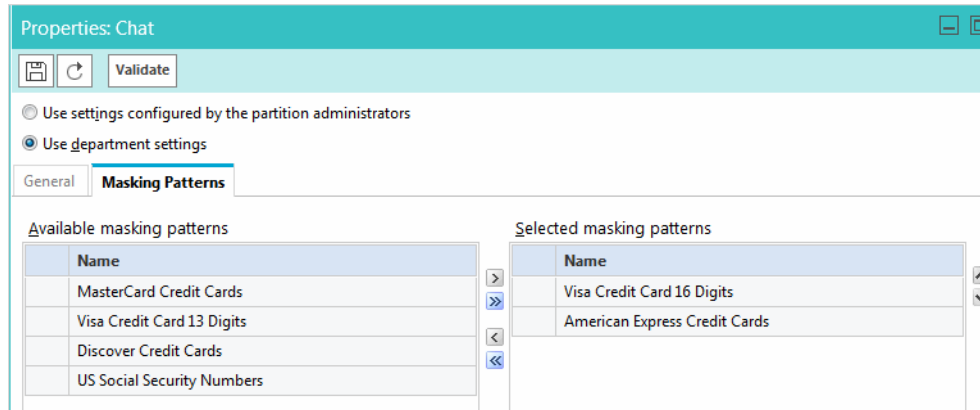 Properties: Chat
Validate
Use settings configured by the partition administrators
Use department settings
General Masking Patterns
Available masking patterns Selected masking patterns
Name Name
MasterCard Credit Cards Visa Credit Card 16 Digits
Visa Credit Card 13 Digits American Express Credit Cards
Discover Credit Cards
US Social Security Numbers